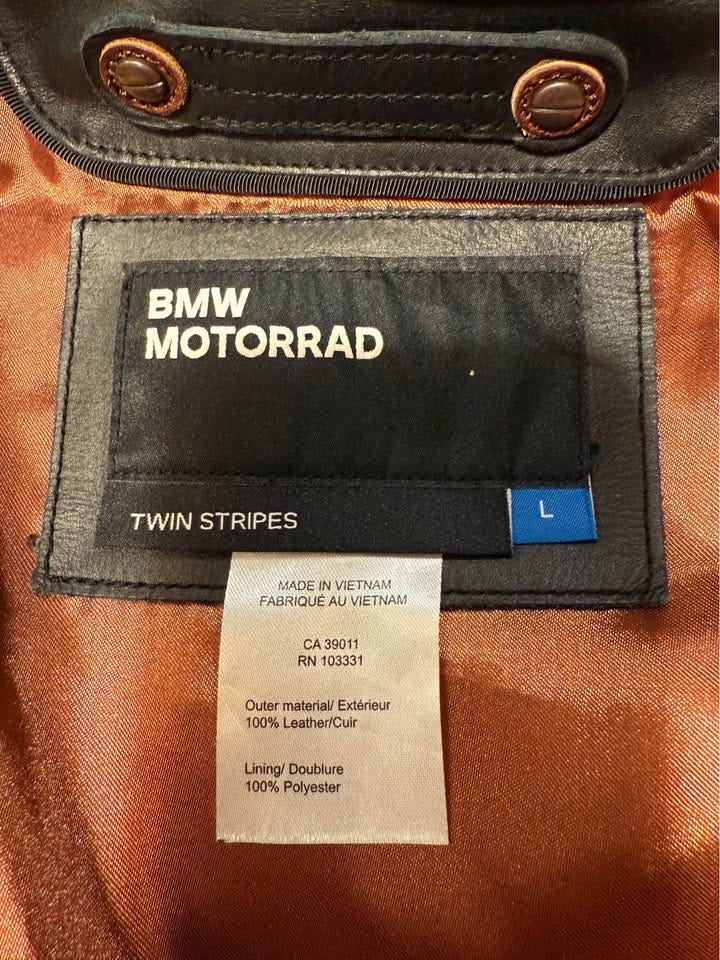 BMW
MOTORRAD
TWIN STRIPES
L
MADE IN VIETNAM
FABRIQUÉ AU VIETNAM
CA 39011
RN 103331
Outer material/ Extérieur
100% Leather/Cuir
Lining/ Doublure
100% Polyester